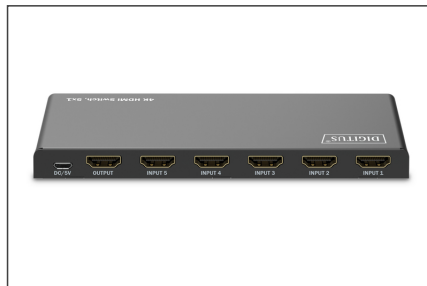 4K HDMI Switch, 5x1
DIGITUS
DC/5V OUTPUT INPUT 5 INPUT 4 INPUT 3 INPUT 2 INPUT 1